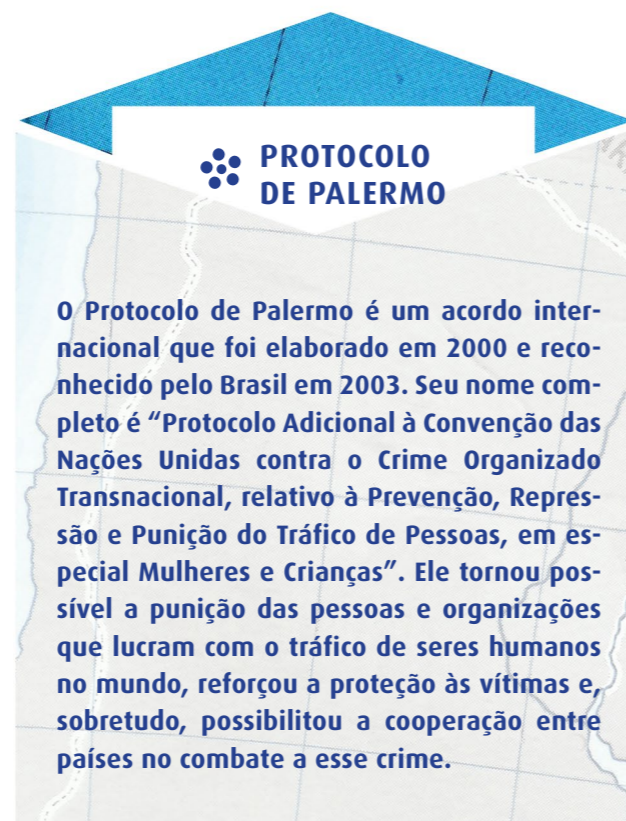 PROTOCOLO
DE PALERMO
O Protocolo de Palermo é um acordo inter-
nacional que foi elaborado em 2000 e reco-
nhecido pelo Brasil em 2003. Seu nome com-
pleto é “Protocolo Adicional à Convenção das
Nações Unidas contra o Crime Organizado
Transnacional, relativo à Prevenção, Repres-
são e Punição do Tráfico de Pessoas, em es-
pecial Mulheres e Crianças”. Ele tornou pos-
sível a punição das pessoas e organizações
que lucram com o tráfico de seres humanos
no mundo, reforçou a proteção às vítimas e,
sobretudo, possibilitou a cooperação entre
países no combate a esse crime.